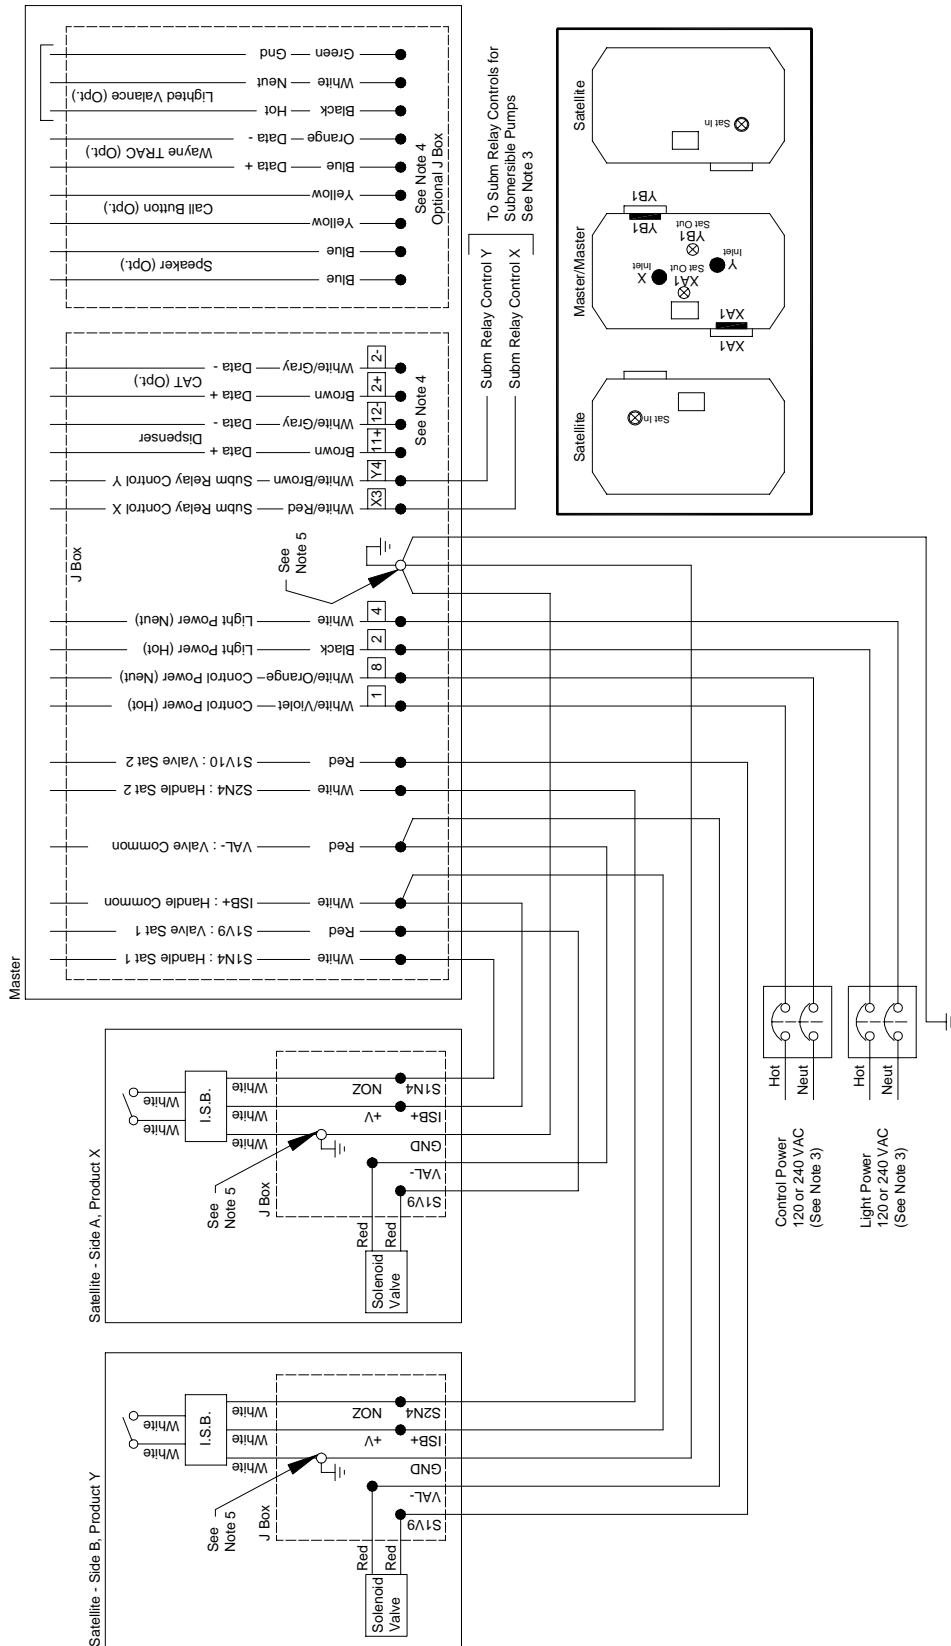 Master
Lighted Valance (Opt.)
Green — Gnd
White — Neut
Black — Hot
Wayne TRAC (Opt.)
Orange — Data -
Blue — Data +
Call Button (Opt.)
Yellow
Yellow
Speaker (Opt.)
Blue
Blue
See Note 4
Optional J Box
J Box
CAT (Opt.)
White/Gray — Data -
2-
Brown — Data +
2+
Dispenser
White/Gray — Data -
12-
Brown — Data +
11+
White/Brown — Subm Relay Control Y
Y4
White/Red — Subm Relay Control X
X3
See Note 4
See
Note 5
White — Light Power (Neut)
4
Black — Light Power (Hot)
2
White/Orange — Control Power (Neut)
8
White/Violet — Control Power (Hot)
1
Red — S1V10 : Valve Sat 2
White — S2N4 : Handle Sat 2
Red — VAL- : Valve Common
White — ISB+ : Handle Common
Red — S1V9 : Valve Sat 1
White — S1N4 : Handle Sat 1
Subm Relay Control Y
Subm Relay Control X
To Subm Relay Controls for
Submersible Pumps
See Note 3
Satellite
Sat In
Master/Master
YB1
YB1
YB1
Sat Out
X
Inlet
Y
Inlet
XA1
Sat Out
XA1
XA1
Satellite
Sat In
Satellite - Side A, Product X
White
White
I.S.B.
White
White
White
NOZ
S1N4
+V
ISB+
GND
VAL-
S1V9
See
Note 5
J Box
Red
Red
Solenoid
Valve
Satellite - Side B, Product Y
White
White
I.S.B.
White
White
White
NOZ
S2N4
+V
ISB+
GND
VAL-
S1V9
See
Note 5
J Box
Red
Red
Solenoid
Valve
Hot
Neut
Control Power
120 or 240 VAC
(See Note 3)
Hot
Neut
Light Power
120 or 240 VAC
(See Note 3)